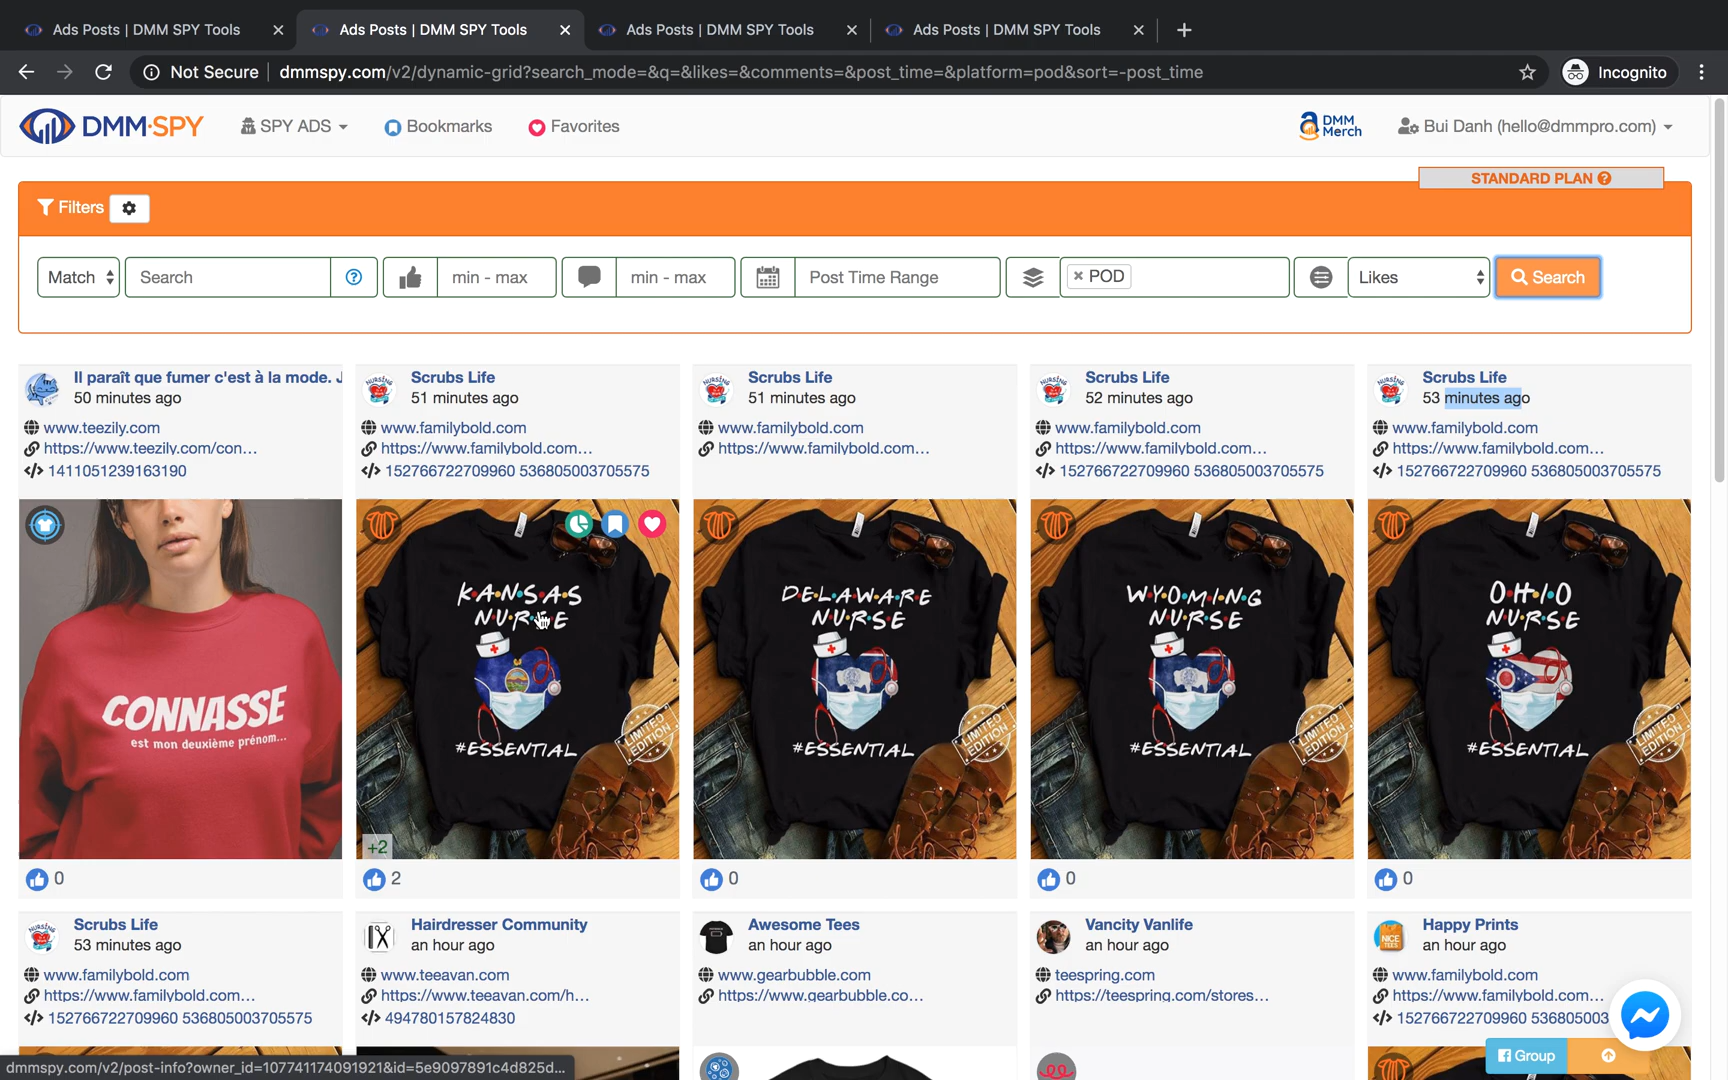 Ads Posts | DMM SPY Tools
Ads Posts | DMM SPY Tools
Ads Posts | DMM SPY Tools
Ads Posts | DMM SPY Tools
Not Secure
dmmspy.com/v2/dynamic-grid?search_mode=&q=&likes=&comments=&post_time=&platform=pod&sort=-post_time
Incognito
DMM·SPY
SPY ADS
Bookmarks
Favorites
DMM
Merch
Bui Danh (hello@dmmpro.com)
STANDARD PLAN
Filters
Match
Search
min - max
min - max
Post Time Range
× POD
Likes
Search
Il paraît que fumer c'est à la mode. J
50 minutes ago
www.teezily.com
https://www.teezily.com/con...
1411051239163190
CONNASSE
est mon deuxième prénom...
0
Scrubs Life
51 minutes ago
www.familybold.com
https://www.familybold.com...
152766722709960 536805003705575
K·A·N·S·A·S
N·U·R·S·E
#ESSENTIAL
LIMITED
EDITION
+2
2
Scrubs Life
51 minutes ago
www.familybold.com
https://www.familybold.com...
D·E·L·A·W·A·R·E
N·U·R·S·E
#ESSENTIAL
LIMITED
EDITION
0
Scrubs Life
52 minutes ago
www.familybold.com
https://www.familybold.com...
152766722709960 536805003705575
W·Y·O·M·I·N·G
N·U·R·S·E
#ESSENTIAL
LIMITED
EDITION
0
Scrubs Life
53 minutes ago
www.familybold.com
https://www.familybold.com...
152766722709960 536805003705575
O·H·I·O
N·U·R·S·E
#ESSENTIAL
LIMITED
EDITION
0
Scrubs Life
53 minutes ago
www.familybold.com
https://www.familybold.com...
152766722709960 536805003705575
Hairdresser Community
an hour ago
www.teeavan.com
https://www.teeavan.com/h...
494780157824830
Awesome Tees
an hour ago
www.gearbubble.com
https://www.gearbubble.co...
Vancity Vanlife
an hour ago
teespring.com
https://teespring.com/stores...
NICE
TEES
Happy Prints
an hour ago
www.familybold.com
https://www.familybold.com...
152766722709960 536805003
Group
dmmspy.com/v2/post-info?owner_id=107741174091921&id=5e9097891c4d825d...